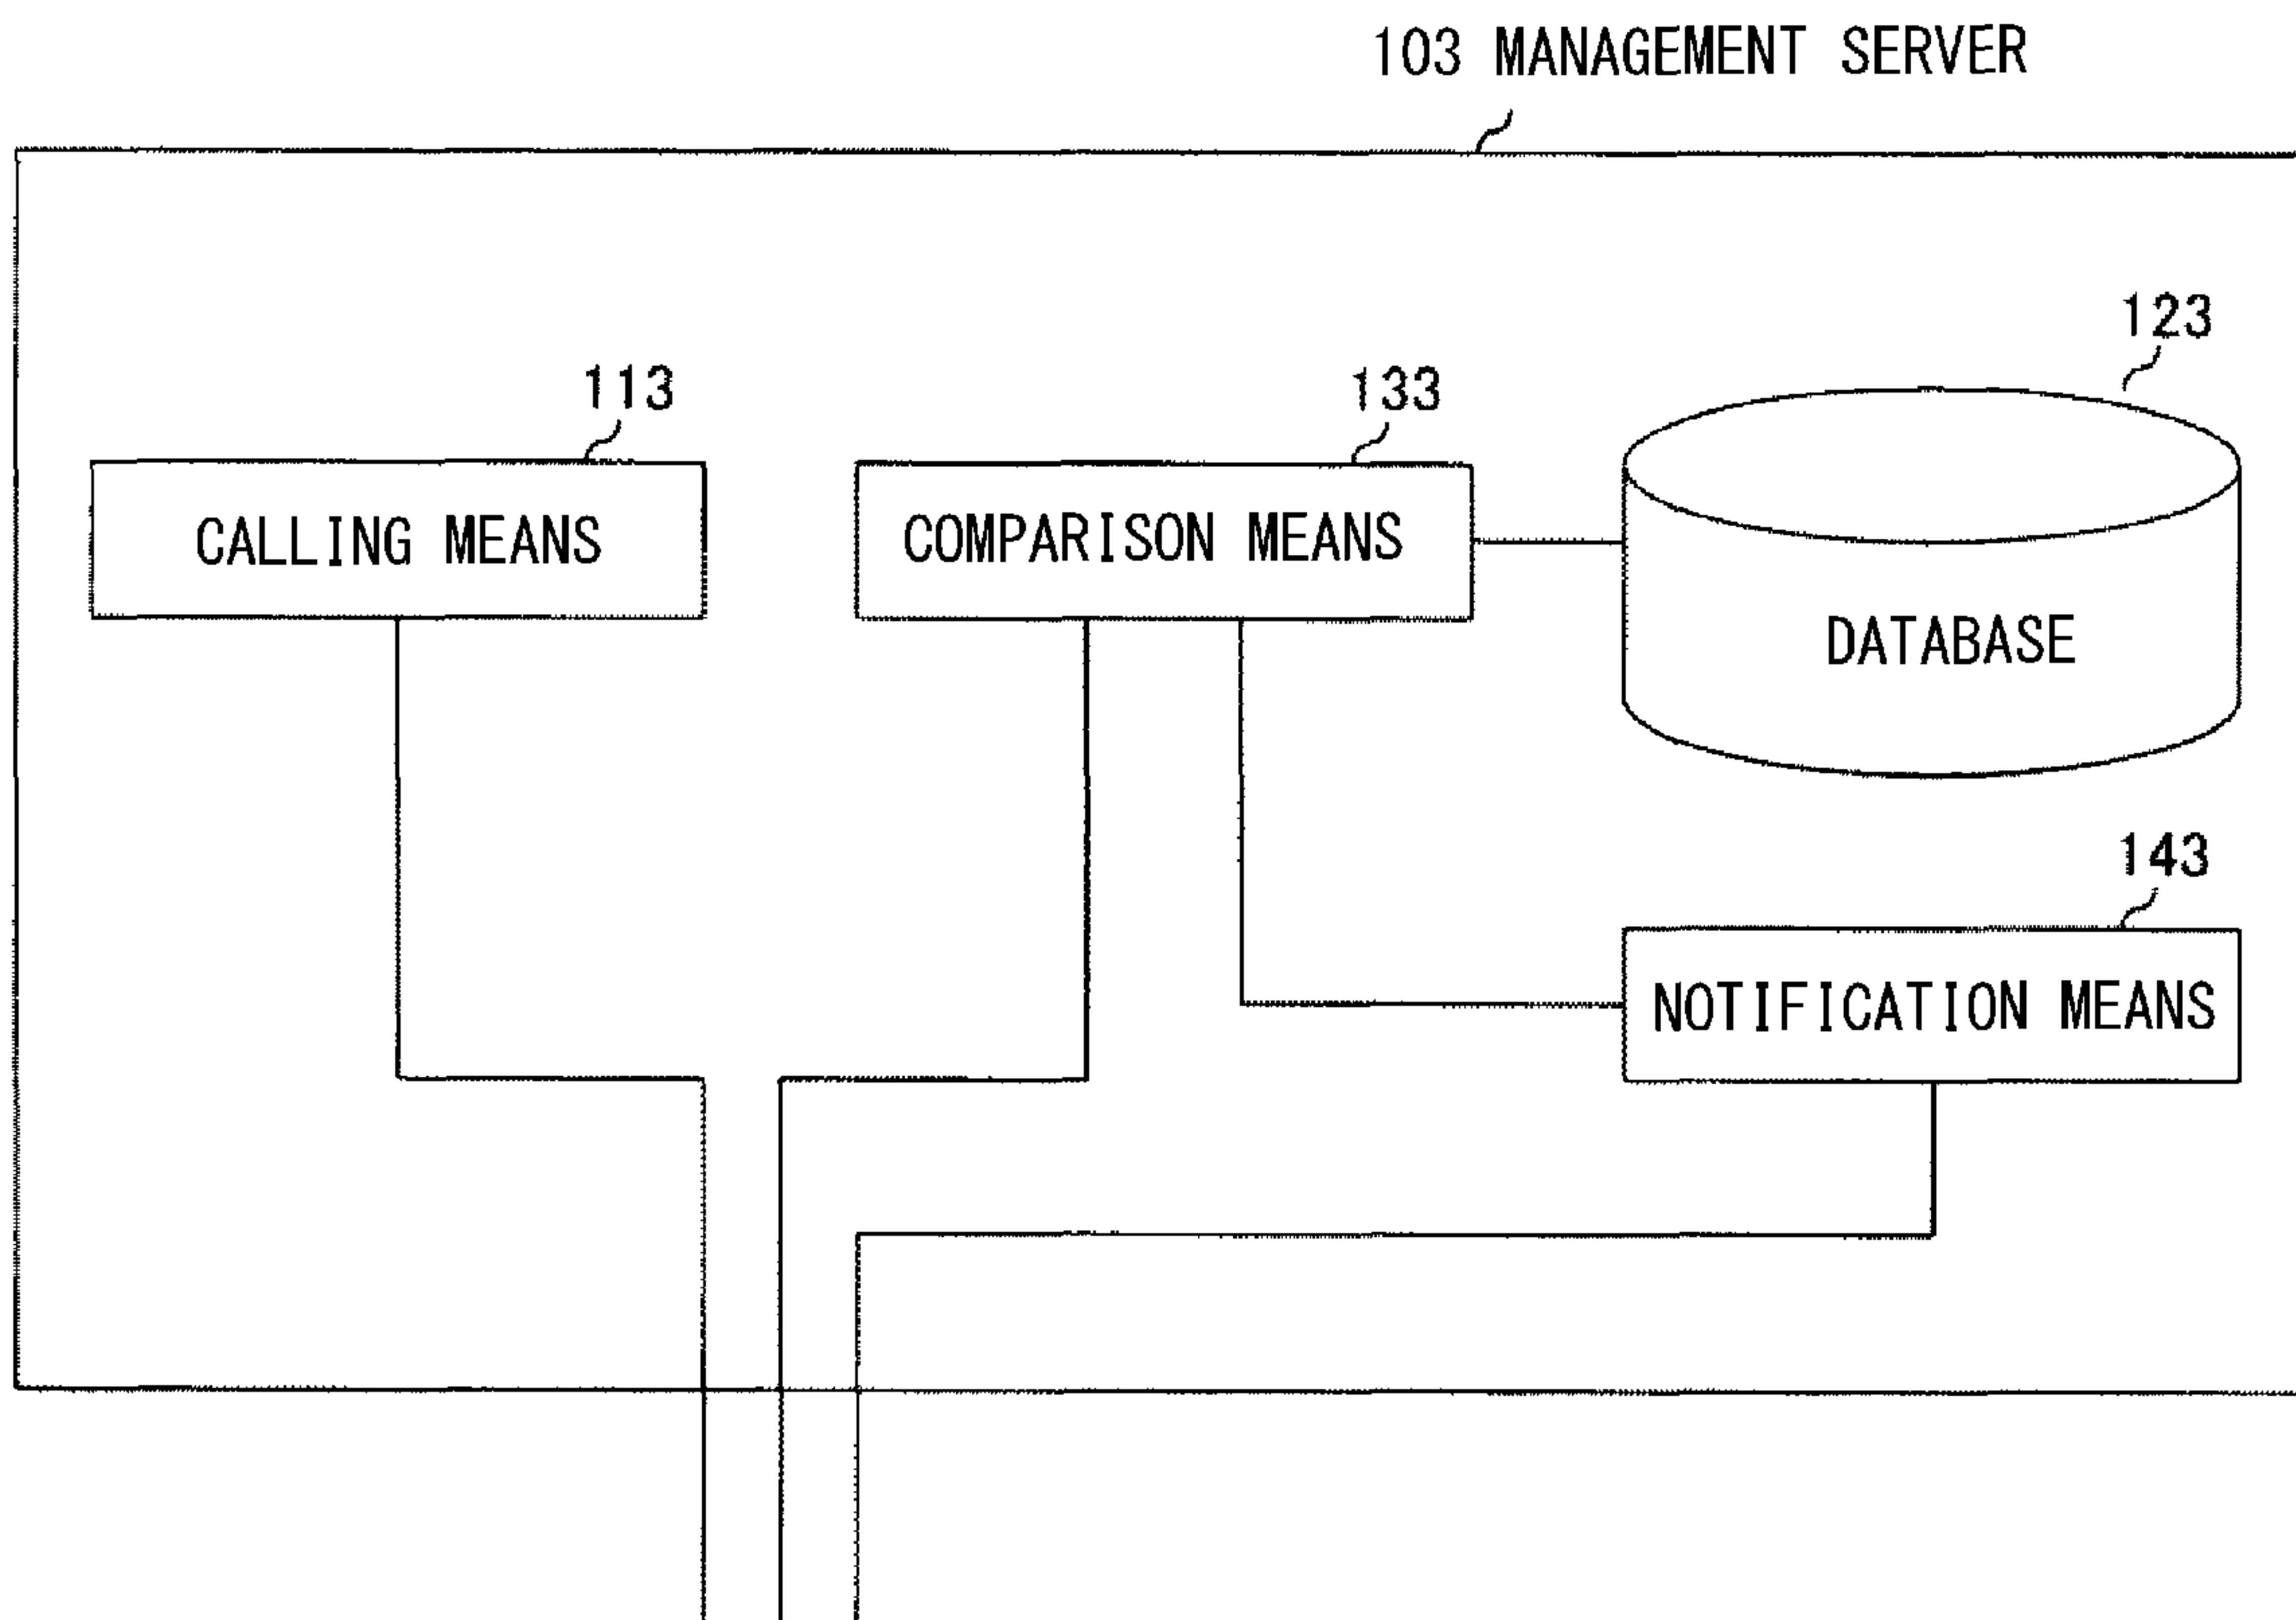 103 MANAGEMENT SERVER
123
113
133
CALLING MEANS
COMPARISON MEANS
DATABASE
143
NOTIFICATION MEANS